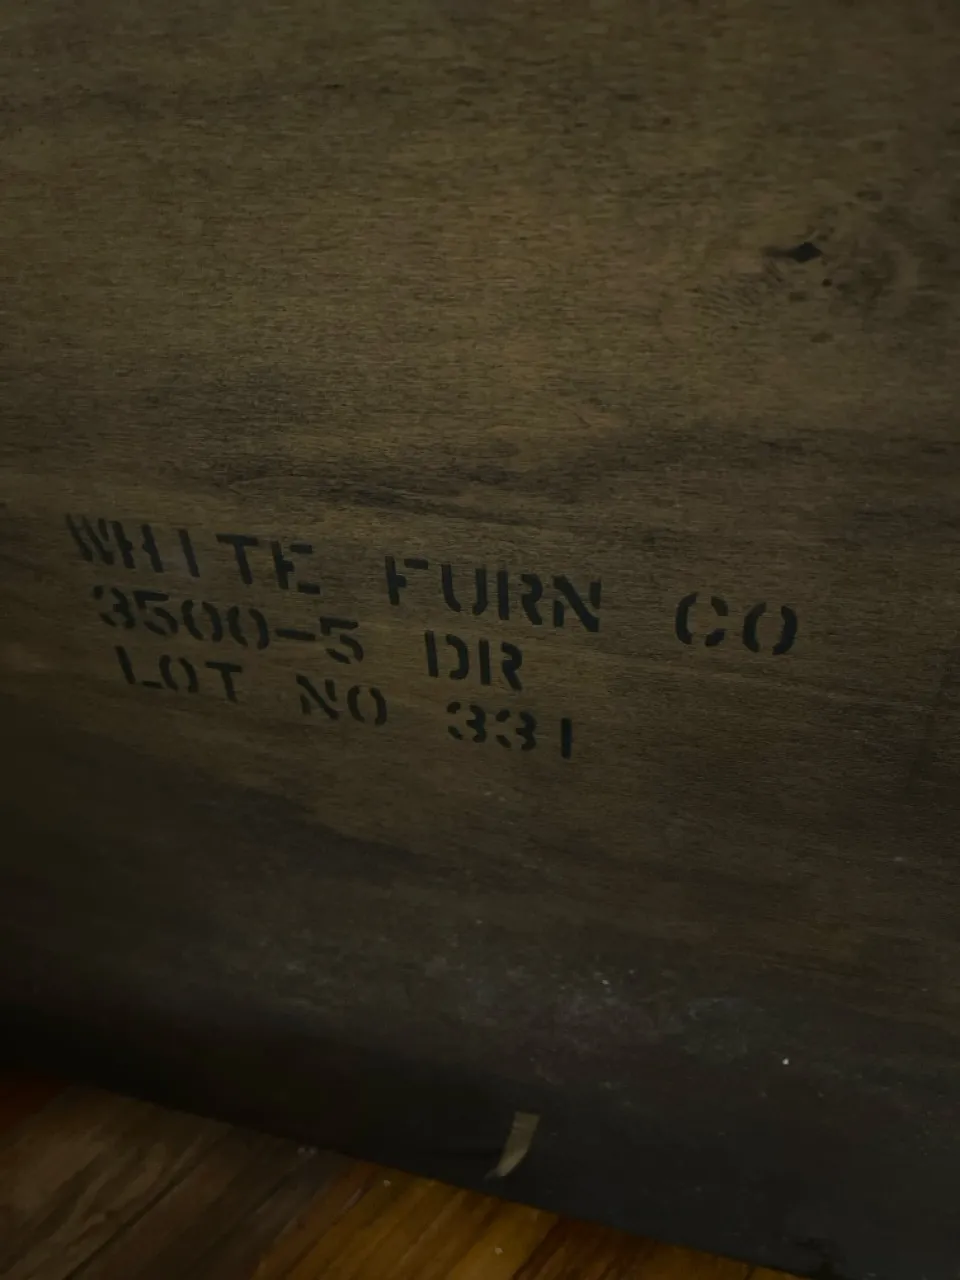 WHITE FURN CO
3500-5 DR
LOT NO 331